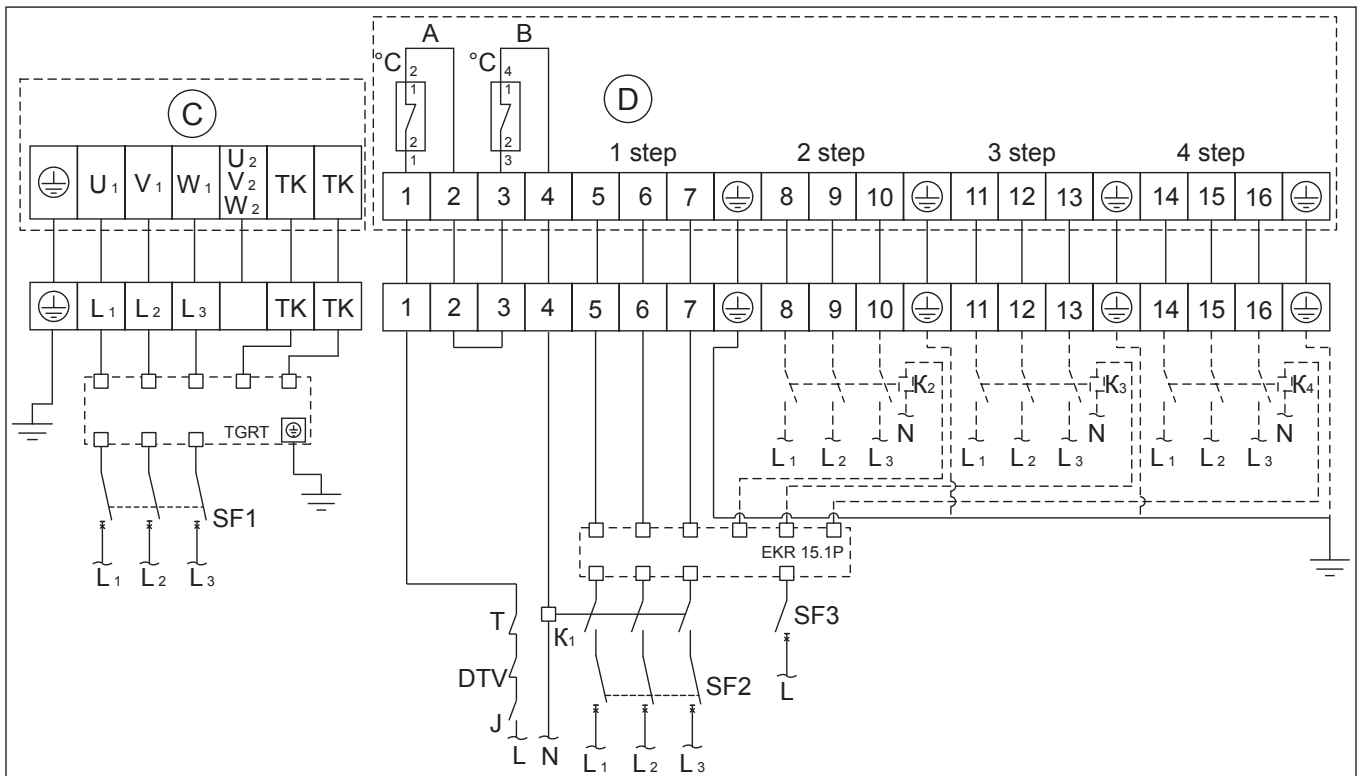 A B
°C 2 °C 4
1 1
C D
2 2
1 3
1 step 2 step 3 step 4 step
U1 V1 W1 U2 V2 W2 TK TK
1 2 3 4 5 6 7 8 9 10 11 12 13 14 15 16
L1 L2 L3 TK TK
1 2 3 4 5 6 7 8 9 10 11 12 13 14 15 16
K2 K3 K4
N N N
L1 L2 L3 L1 L2 L3 L1 L2 L3
TGRT
SF1
L1 L2 L3
EKR 15.1P
T K1 SF3
DTV SF2 L
J
L N L1 L2 L3